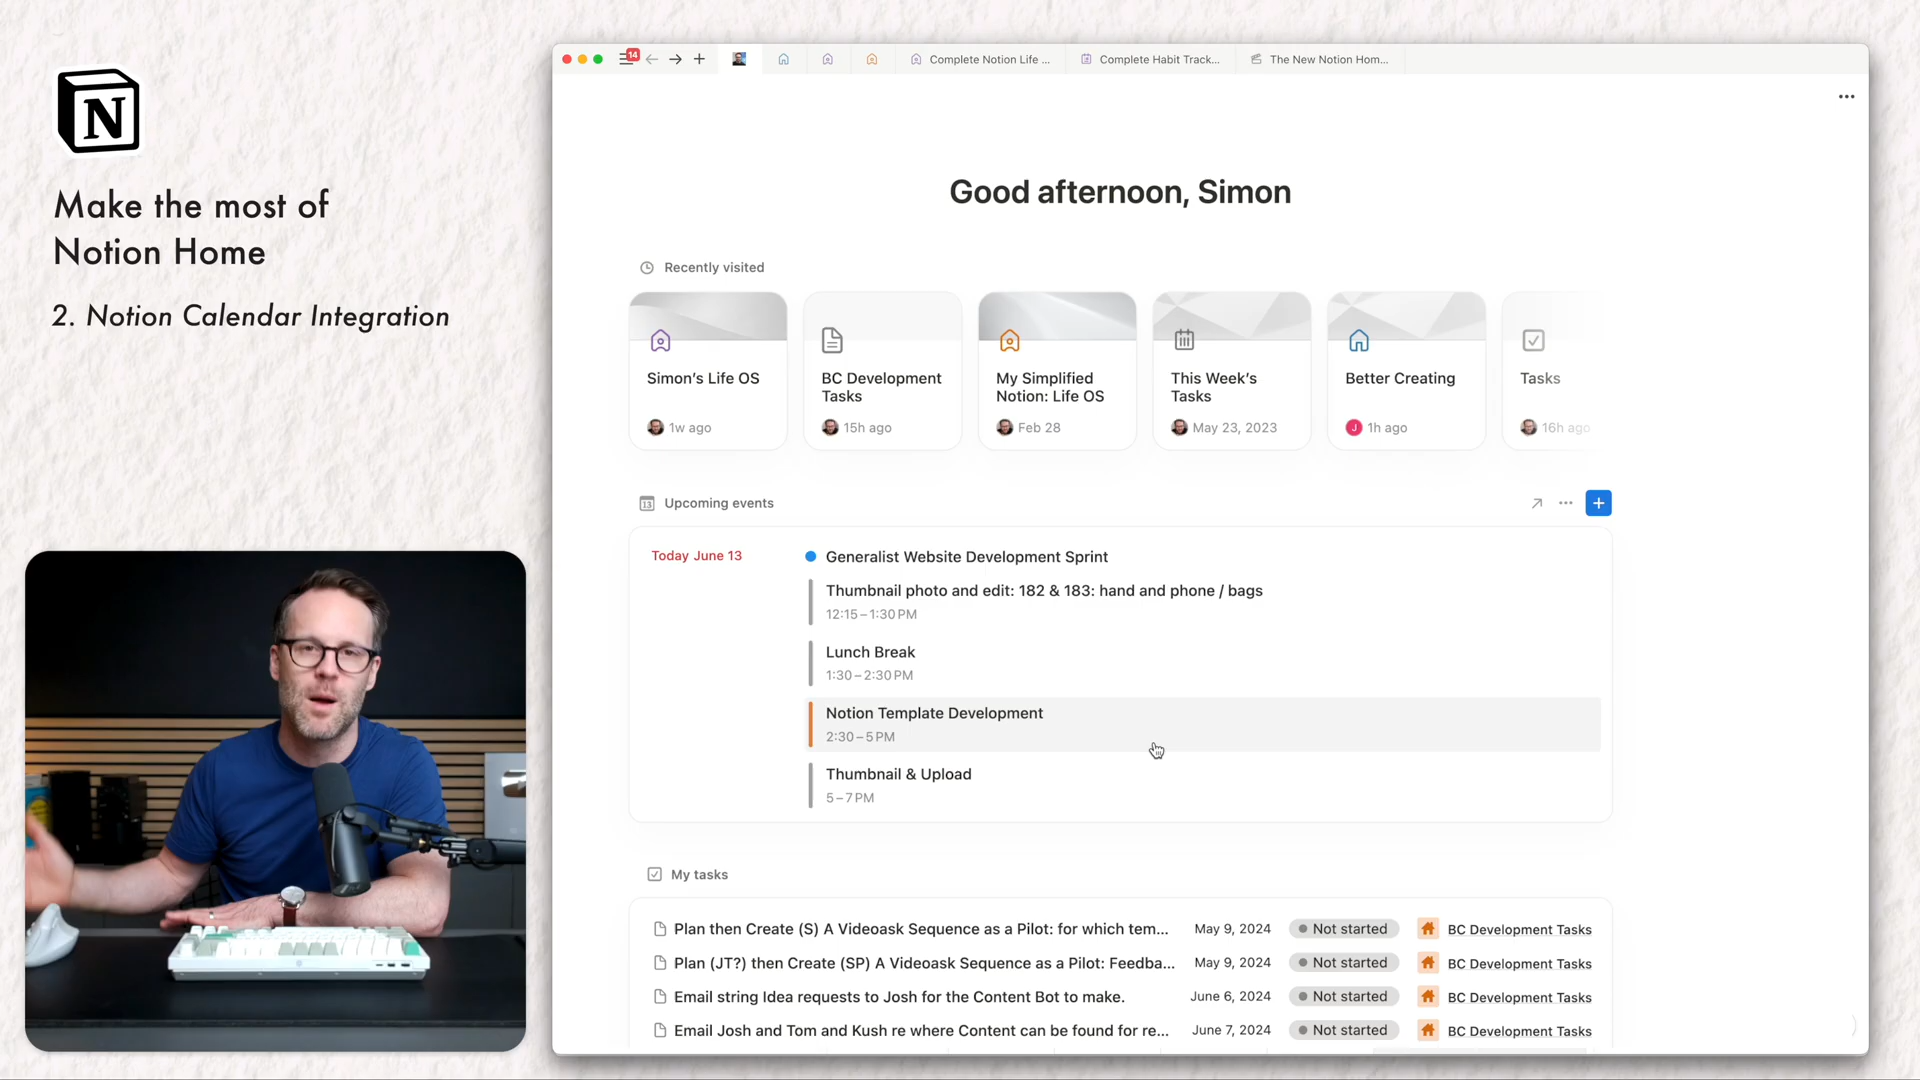 N
Make the most of
Notion Home
2. Notion Calendar Integration
14
Complete Notion Life ...
Complete Habit Track...
The New Notion Hom...
Good afternoon, Simon
Recently visited
Simon's Life OS
1w ago
BC Development
Tasks
15h ago
My Simplified
Notion: Life OS
Feb 28
This Week's
Tasks
May 23, 2023
Better Creating
J 1h ago
Tasks
16h ago
13 Upcoming events
Today June 13
Generalist Website Development Sprint
Thumbnail photo and edit: 182 & 183: hand and phone / bags
12:15 – 1:30 PM
Lunch Break
1:30 – 2:30 PM
Notion Template Development
2:30 – 5 PM
Thumbnail & Upload
5 – 7 PM
My tasks
Plan then Create (S) A Videoask Sequence as a Pilot: for which tem... May 9, 2024 Not started BC Development Tasks
Plan (JT?) then Create (SP) A Videoask Sequence as a Pilot: Feedba... May 9, 2024 Not started BC Development Tasks
Email string Idea requests to Josh for the Content Bot to make. June 6, 2024 Not started BC Development Tasks
Email Josh and Tom and Kush re where Content can be found for re... June 7, 2024 Not started BC Development Tasks